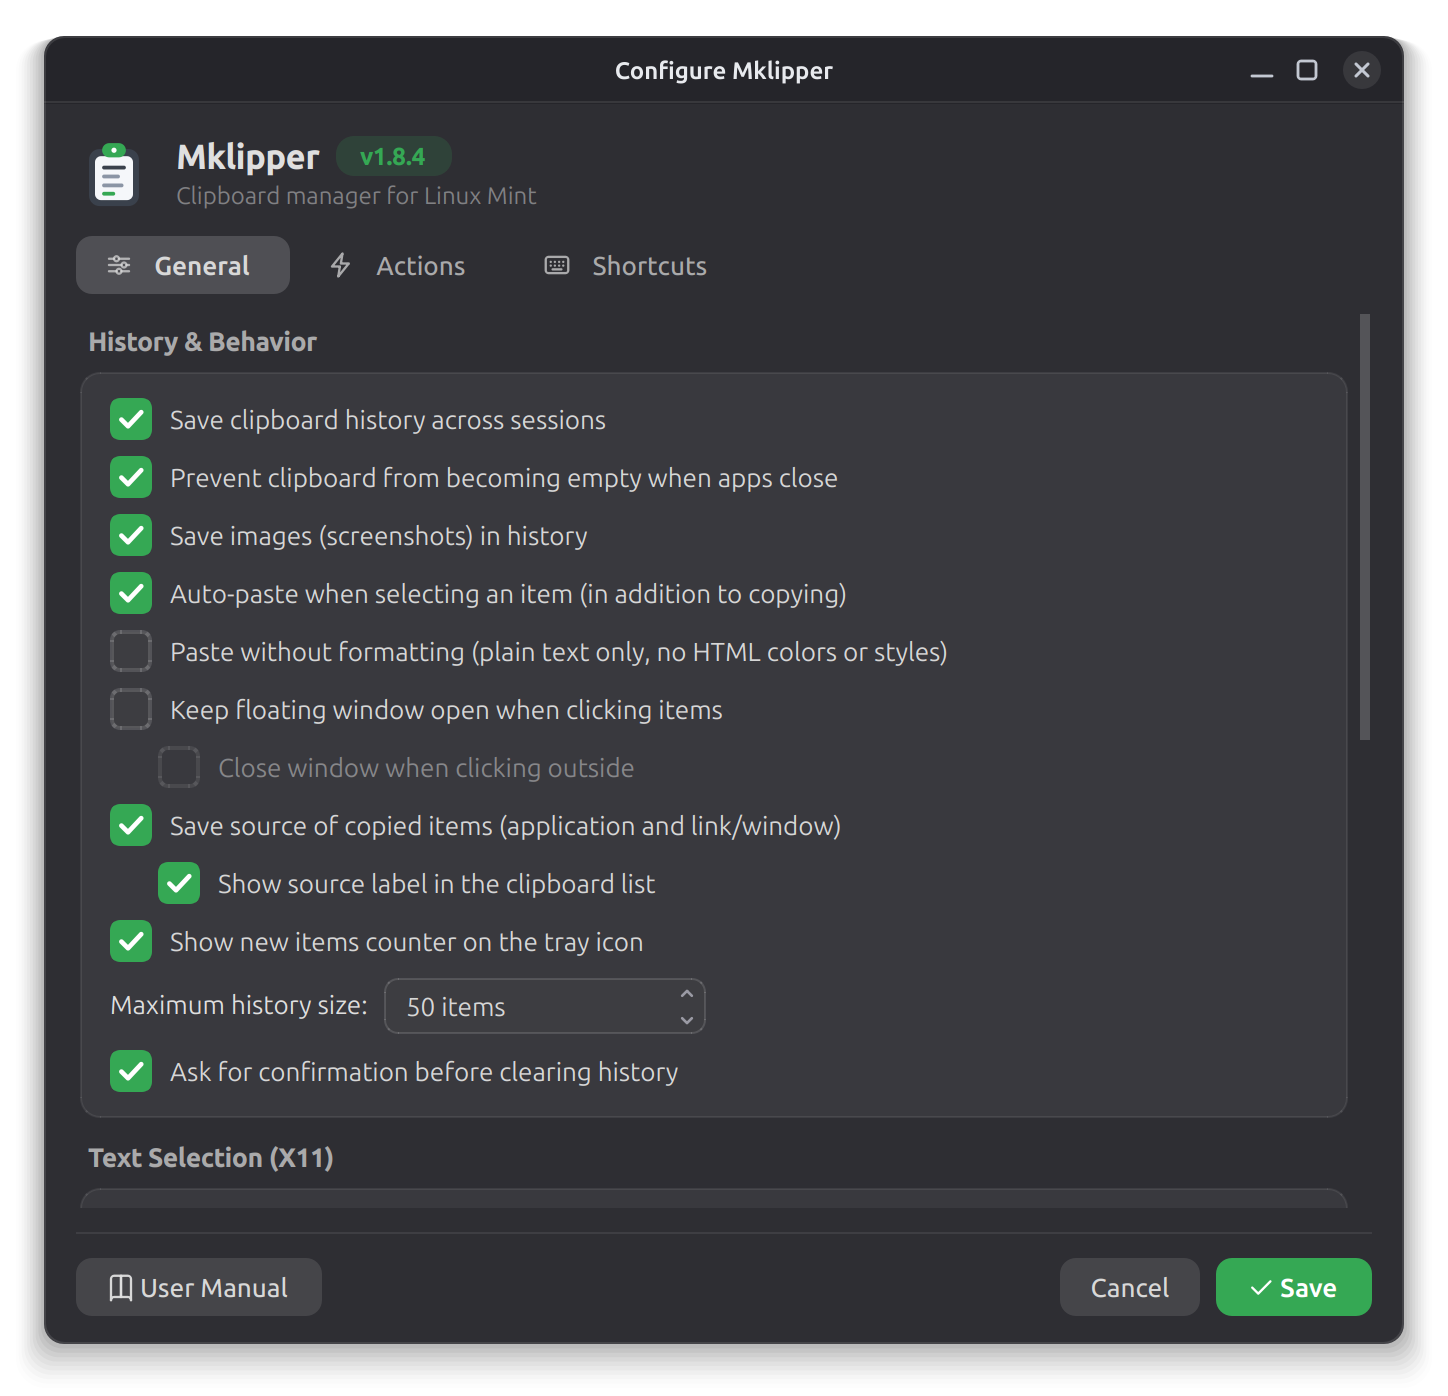 Configure Mklipper
Mklipper v1.8.4
Clipboard manager for Linux Mint
General Actions Shortcuts
History & Behavior
Save clipboard history across sessions
Prevent clipboard from becoming empty when apps close
Save images (screenshots) in history
Auto-paste when selecting an item (in addition to copying)
Paste without formatting (plain text only, no HTML colors or styles)
Keep floating window open when clicking items
Close window when clicking outside
Save source of copied items (application and link/window)
Show source label in the clipboard list
Show new items counter on the tray icon
Maximum history size: 50 items
Ask for confirmation before clearing history
Text Selection (X11)
User Manual Cancel Save